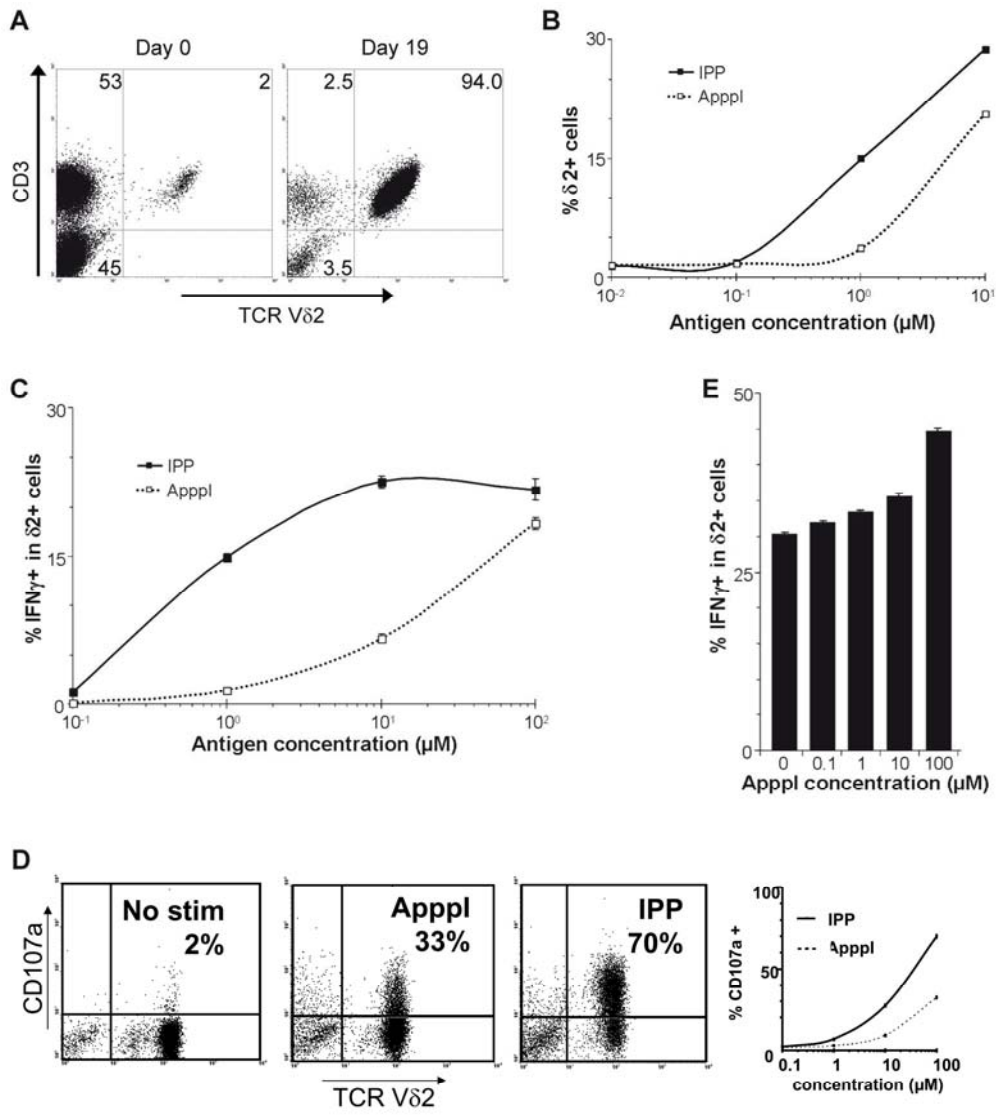 A
Day 0
Day 19
53
2
2.5
94.0
CD3
45
3.5
TCR Vδ2
B
30
15
0
IPP
ApppI
% δ2+ cells
10⁻² 10⁻¹ 10⁰ 10¹
Antigen concentration (µM)
C
30
15
0
IPP
ApppI
% IFNγ+ in δ2+ cells
10⁻¹ 10⁰ 10¹ 10²
Antigen concentration (µM)
E
50
25
0
% IFNγ+ in δ2+ cells
0 0.1 1 10 100
ApppI concentration (µM)
D
CD107a
No stim
2%
ApppI
33%
IPP
70%
TCR Vδ2
100
50
0
% CD107a +
IPP
ApppI
0.1 1 10 100
concentration (µM)